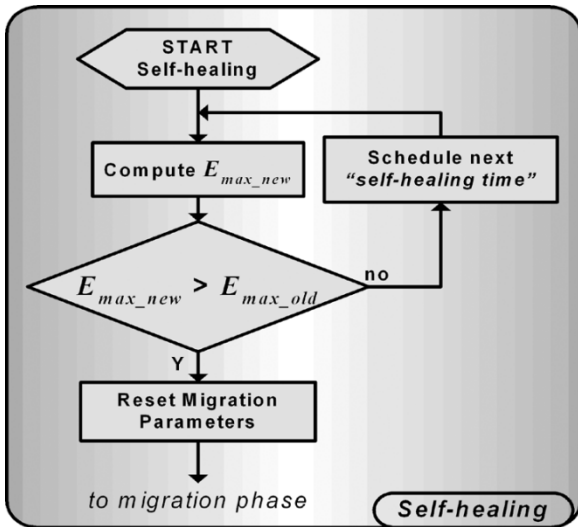 START
Self-healing
Compute E_max_new
Schedule next
"self-healing time"
E_max_new > E_max_old
no
Y
Reset Migration
Parameters
to migration phase
Self-healing